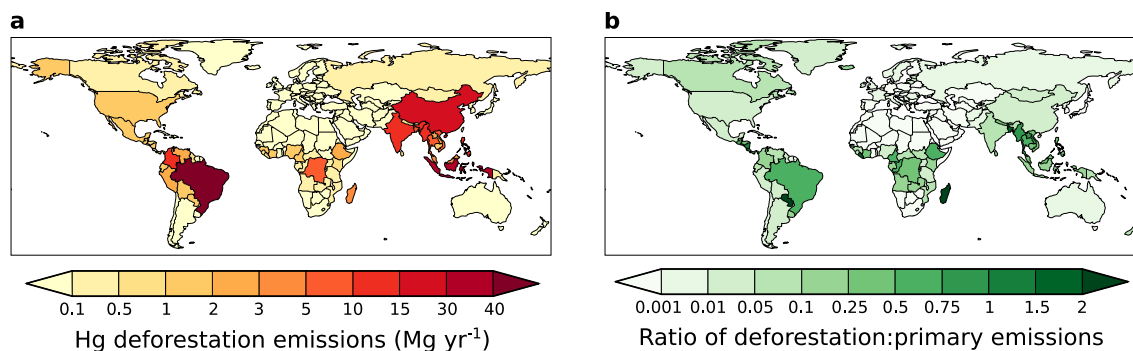 a
b
0.1 0.5 1 2 3 5 10 15 30 40
Hg deforestation emissions (Mg yr⁻¹)
0.001 0.01 0.05 0.1 0.25 0.5 0.75 1 1.5 2
Ratio of deforestation:primary emissions